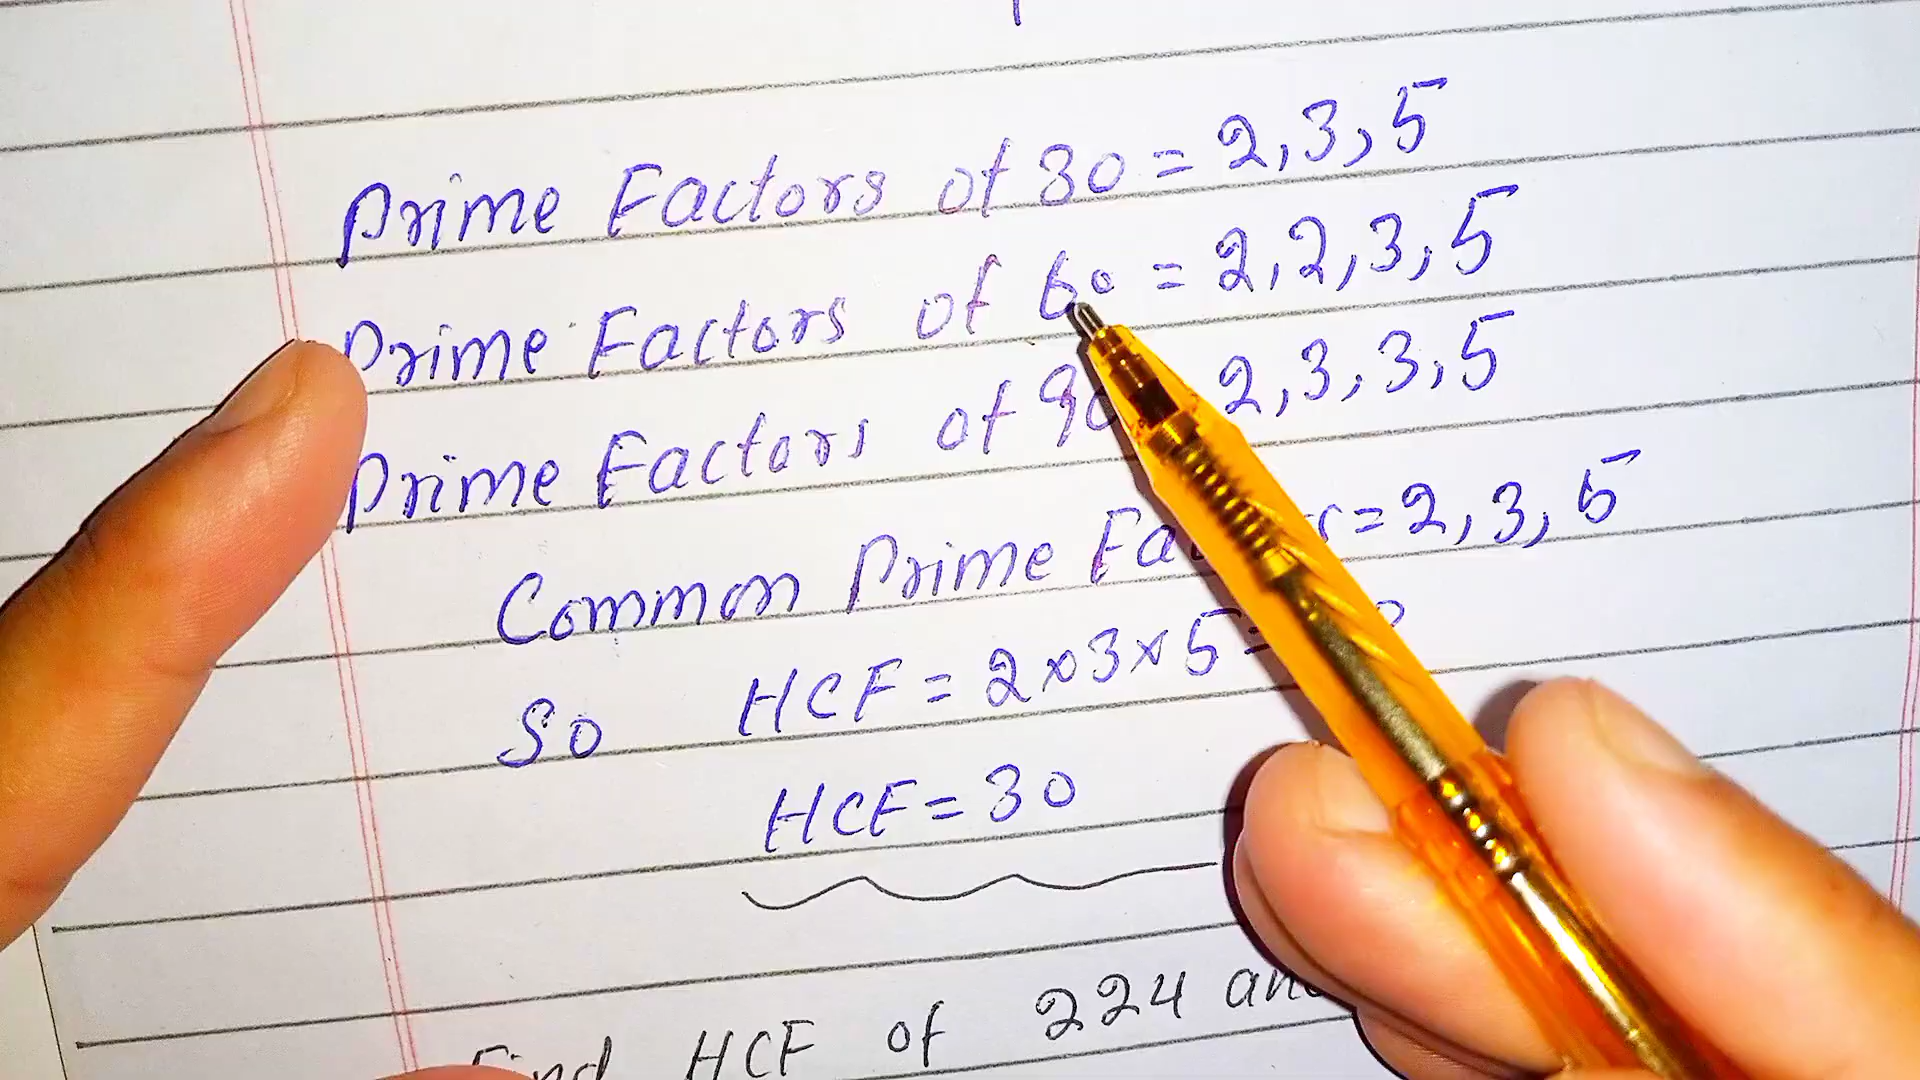 Prime Factors of 30 = 2, 3, 5
Prime Factors of 60 = 2, 2, 3, 5
Prime Factors of 90 2, 3, 3, 5
Common Prime = 2, 3, 5
So HCF = 2 × 3 × 5 =
HCF = 30
Find HCF of 224 and